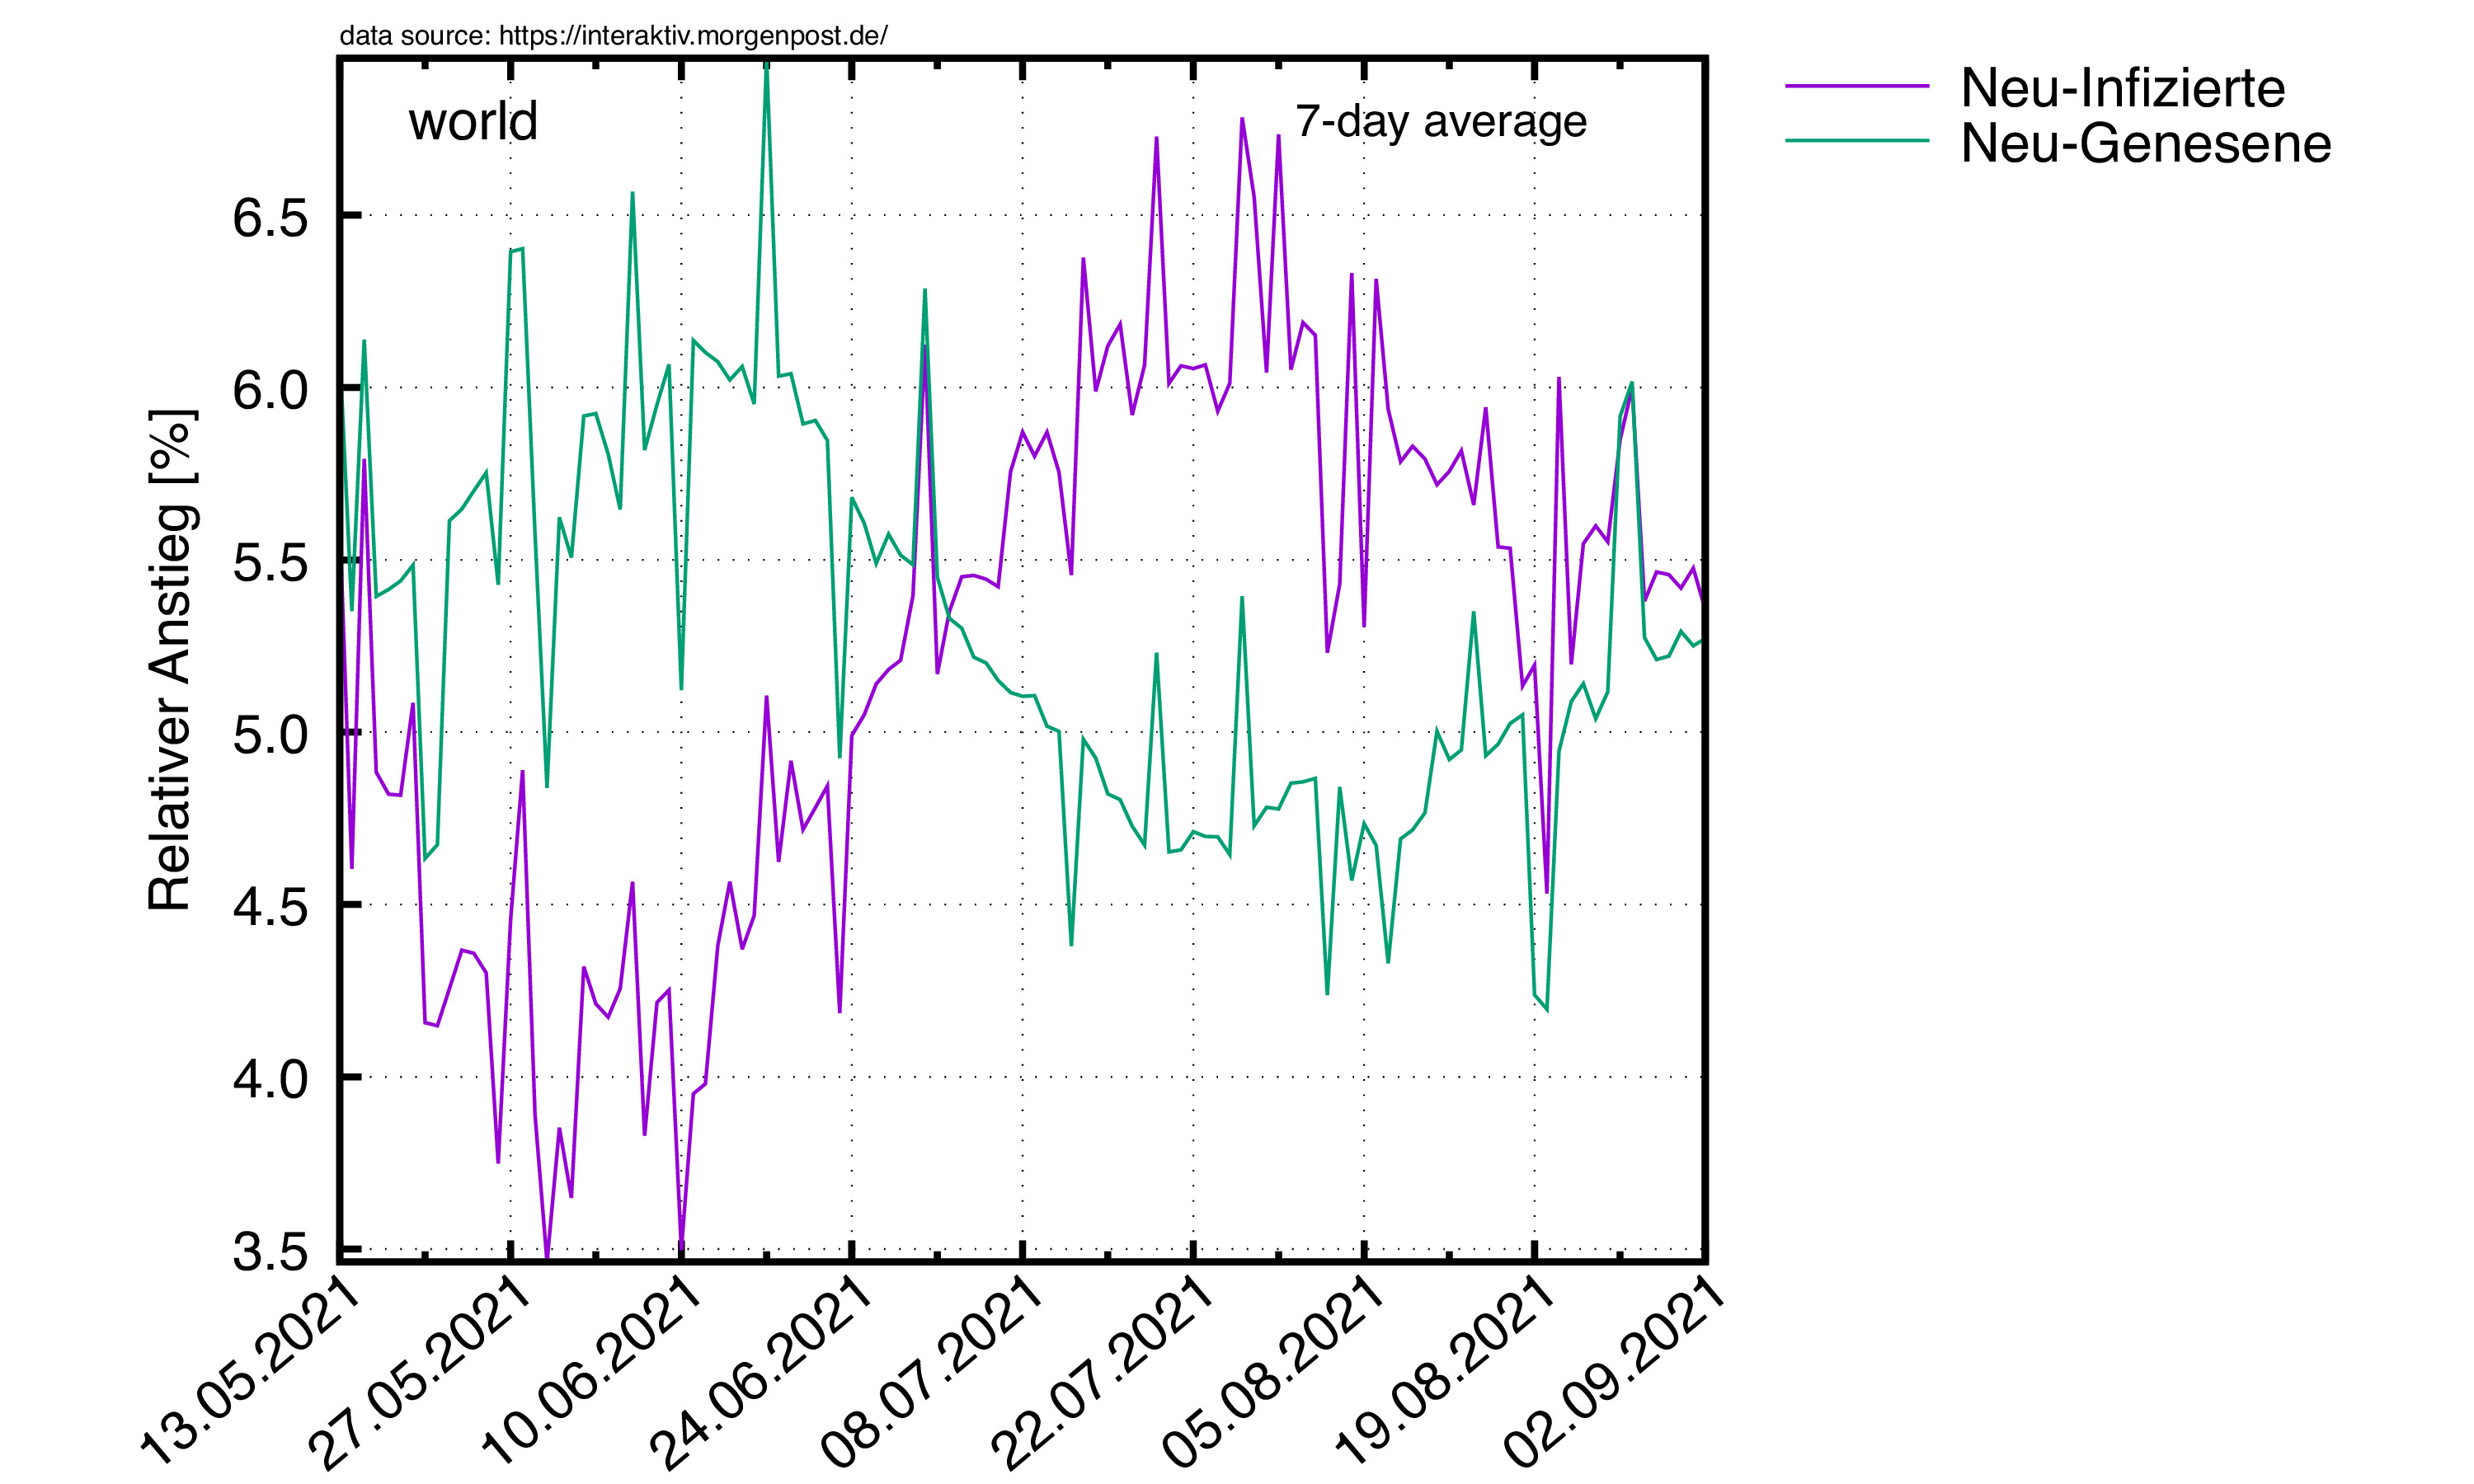 data source: https://interaktiv.morgenpost.de/
world
7-day average
Neu-Infizierte
Neu-Genesene
Relativer Anstieg [%]
6.5
6.0
5.5
5.0
4.5
4.0
3.5
13.05.2021
27.05.2021
10.06.2021
24.06.2021
08.07.2021
22.07.2021
05.08.2021
19.08.2021
02.09.2021